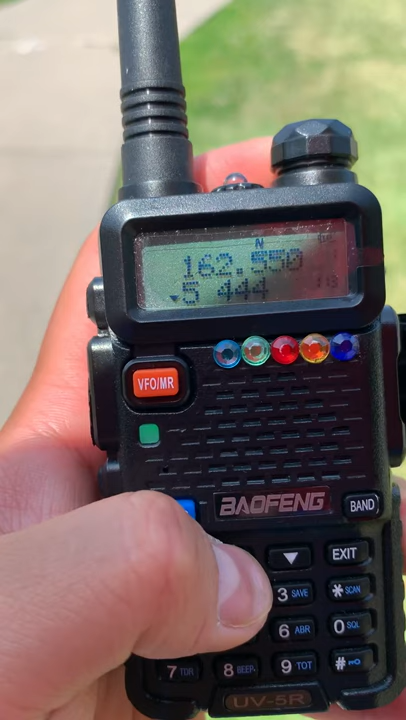 N
162.550
5 444
VFO/MR
BAOFENG
BAND
EXIT
3 SAVE
* SCAN
6 ABR
0 SQL
7 TDR
8 BEEP
9 TOT
#
UV-5R